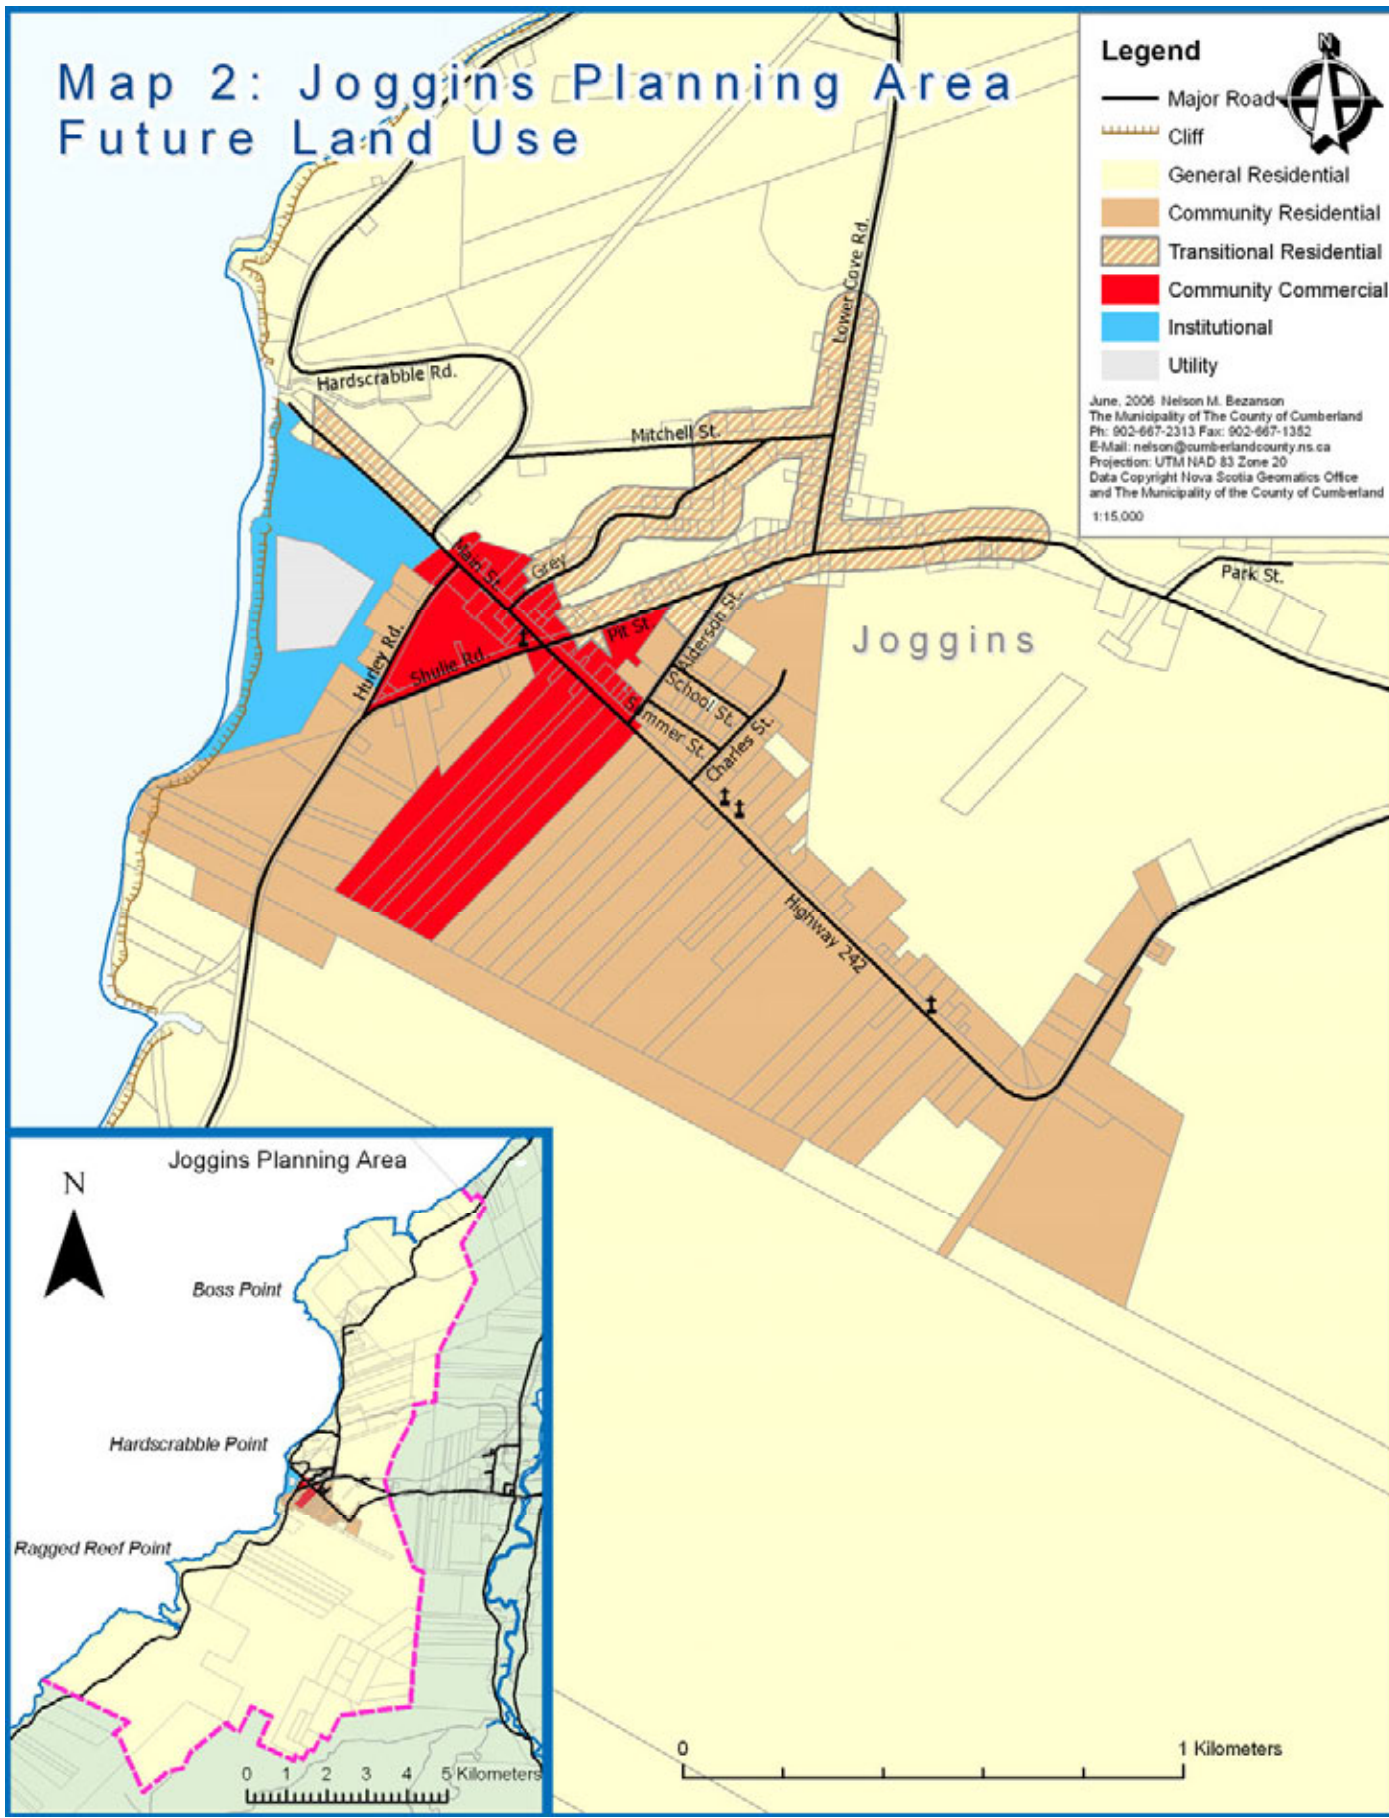 Map 2: Joggins Planning Area
Future Land Use
Legend
N
Major Road
Cliff
General Residential
Community Residential
Transitional Residential
Community Commercial
Institutional
Utility
June, 2006 Nelson M. Bezanson
The Municipality of The County of Cumberland
Ph: 902-667-2313 Fax: 902-667-1352
E-Mail: nelson@cumberlandcounty.ns.ca
Projection: UTM NAD 83 Zone 20
Data Copyright Nova Scotia Geomatics Office
and The Municipality of the County of Cumberland
1:15,000
Lower Cove Rd.
Hardscrabble Rd.
Mitchell St.
Main St.
Grey
Park St.
Pit St.
Alderson St.
Joggins
Hurley Rd.
Shulie Rd.
School St.
Summer St.
Charles St.
Highway 242
Joggins Planning Area
N
Boss Point
Hardscrabble Point
Ragged Reef Point
0 1 2 3 4 5 Kilometers
0 1 Kilometers